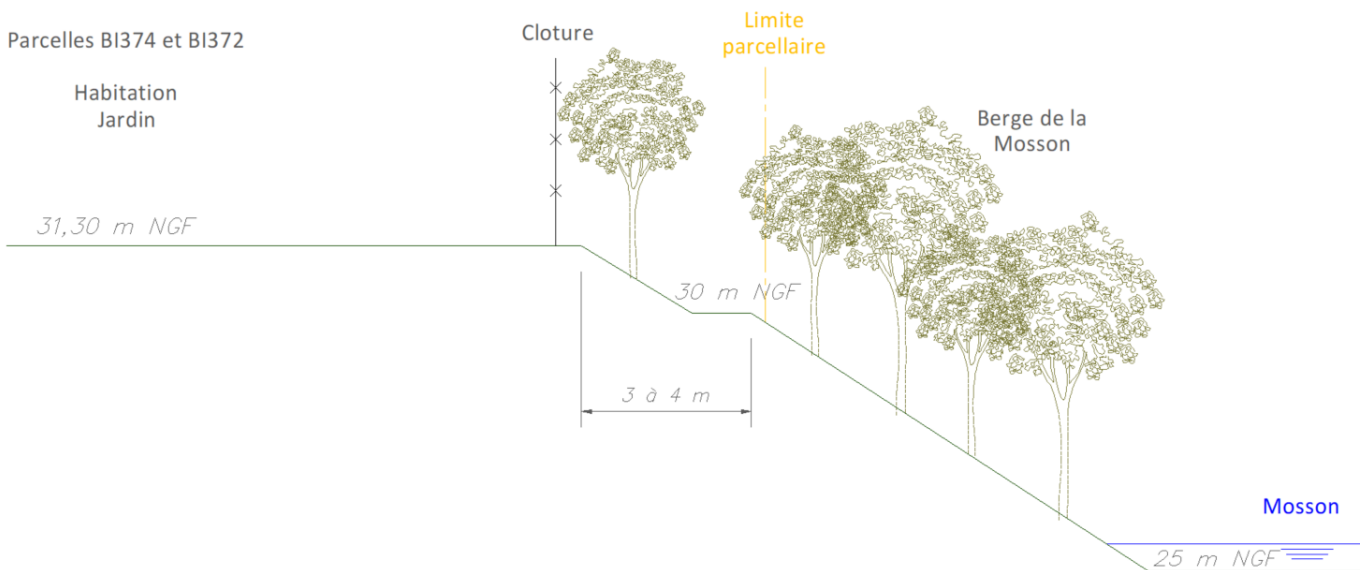 Parcelles BI374 et BI372
Habitation
Jardin
Cloture
Limite
parcellaire
Berge de la
Mosson
31,30 m NGF
30 m NGF
3 à 4 m
Mosson
25 m NGF